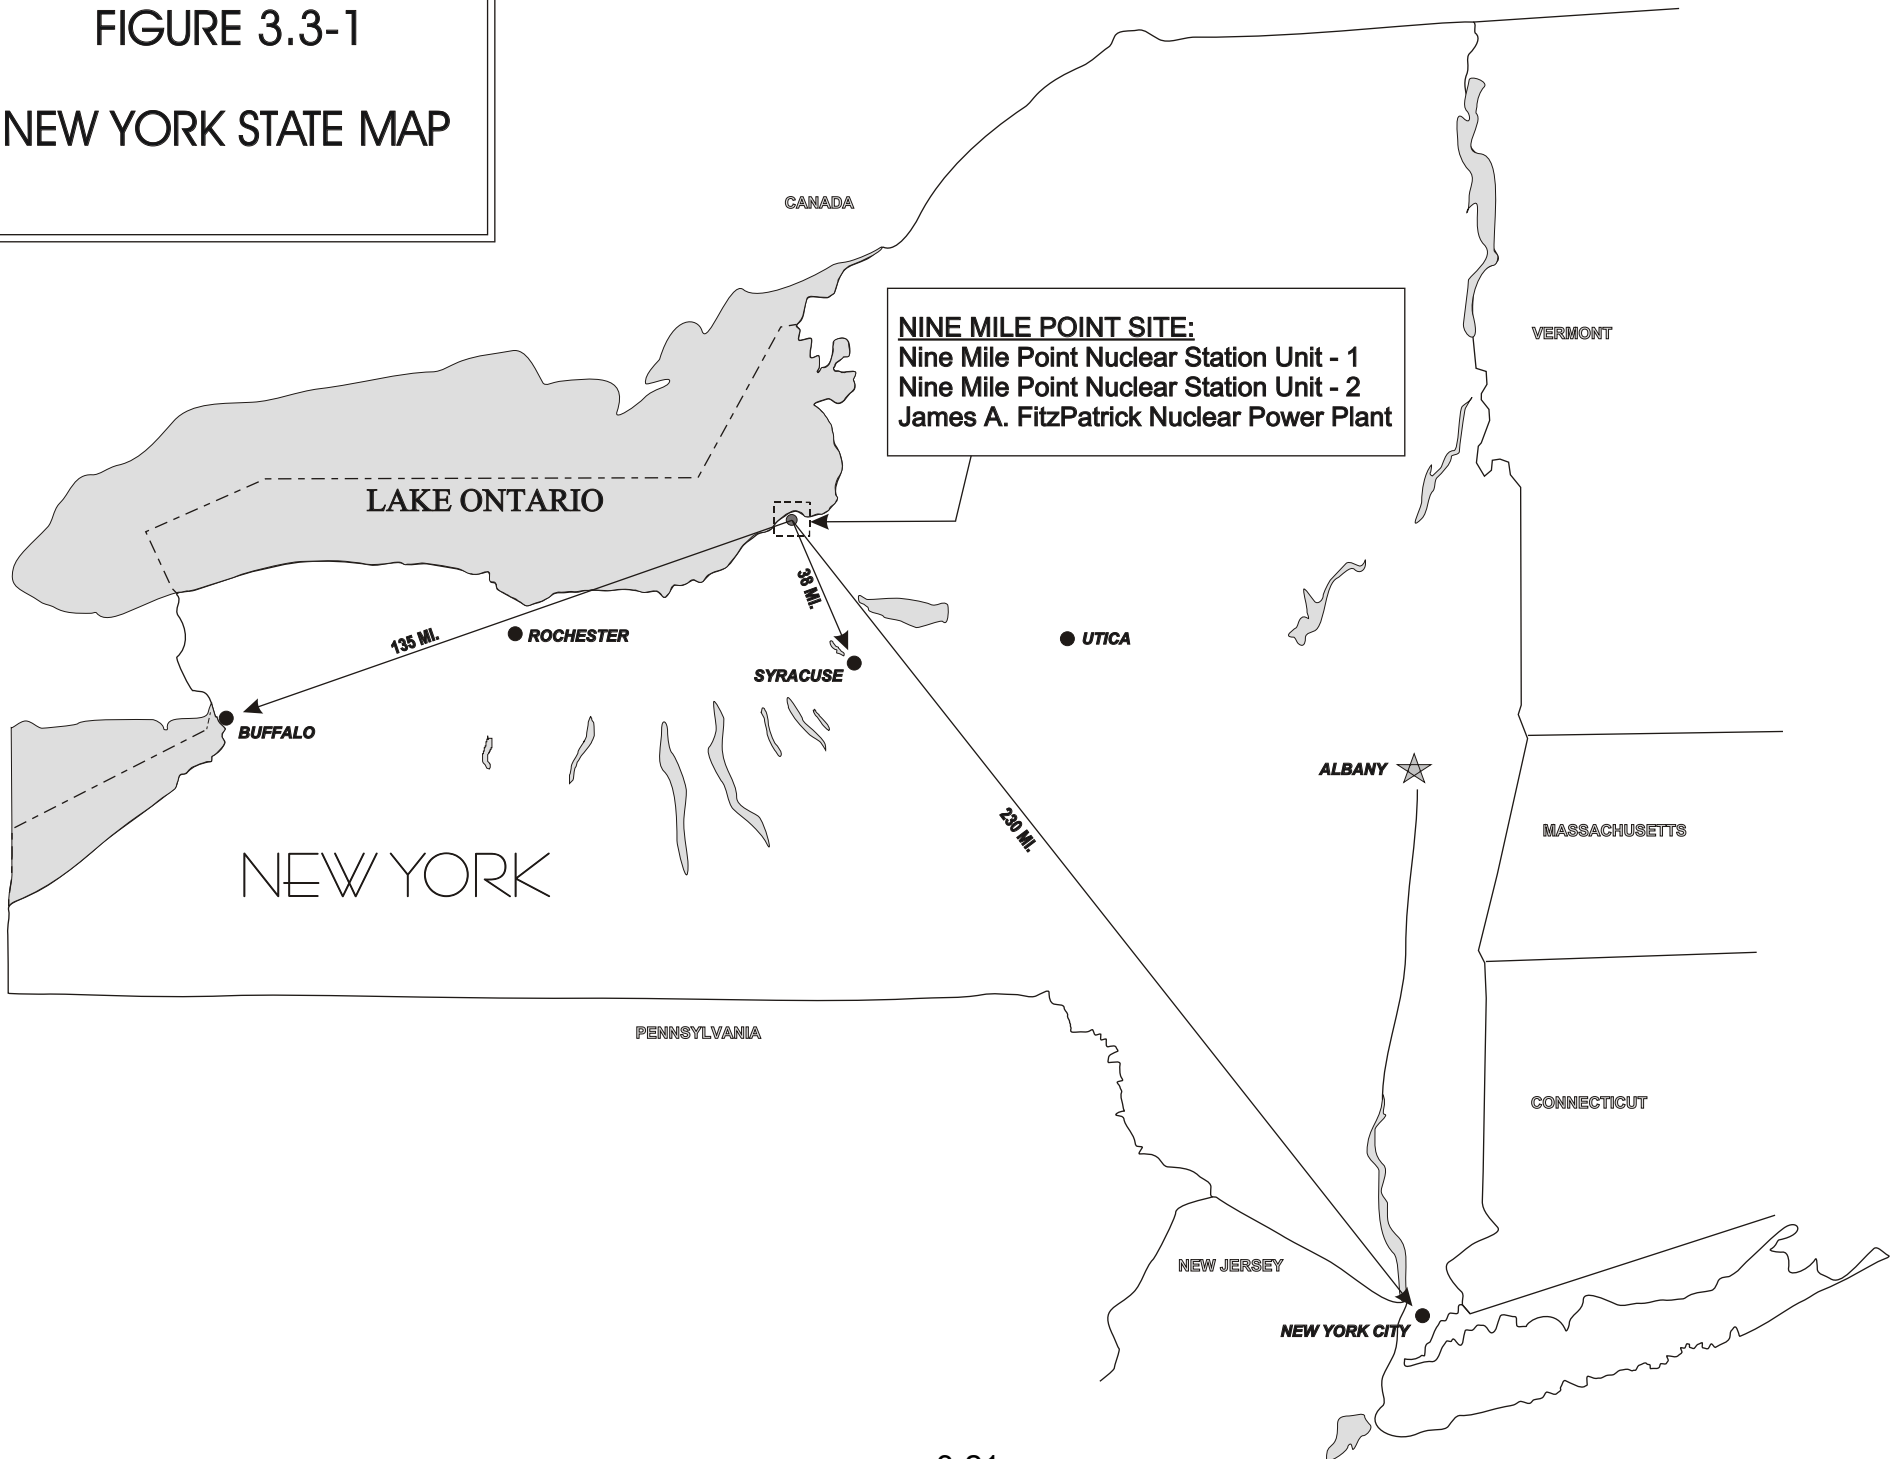 FIGURE 3.3-1
NEW YORK STATE MAP
CANADA
NINE MILE POINT SITE:
Nine Mile Point Nuclear Station Unit - 1
Nine Mile Point Nuclear Station Unit - 2
James A. FitzPatrick Nuclear Power Plant
VERMONT
LAKE ONTARIO
38 MI.
135 MI.
ROCHESTER
UTICA
SYRACUSE
BUFFALO
ALBANY
230 MI.
MASSACHUSETTS
NEW YORK
PENNSYLVANIA
CONNECTICUT
NEW JERSEY
NEW YORK CITY